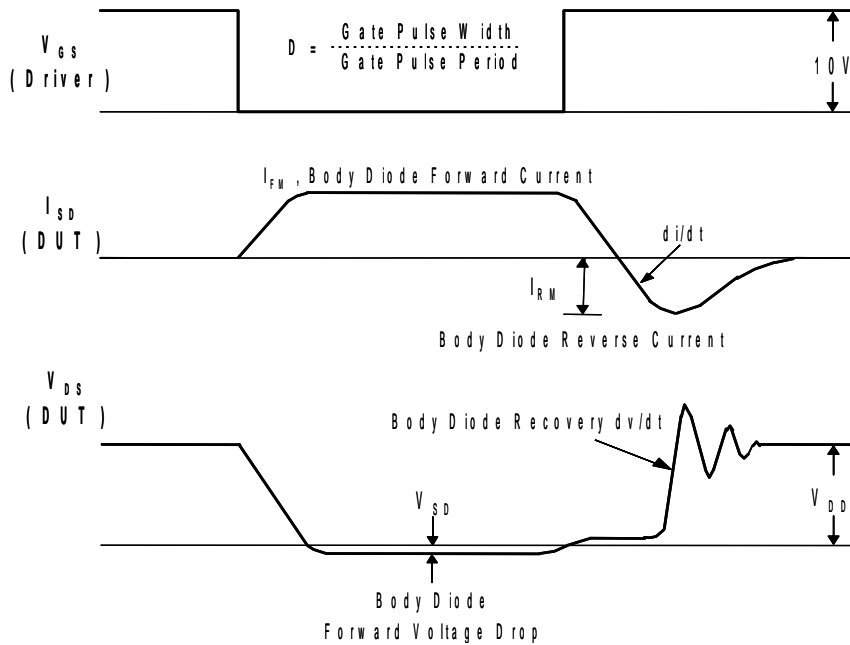 V GS
(Driver)
D = Gate Pulse Width
Gate Pulse Period
10V
I SD
(DUT)
I FM , Body Diode Forward Current
di/dt
I RM
Body Diode Reverse Current
V DS
(DUT)
Body Diode Recovery dv/dt
V SD
V DD
Body Diode
Forward Voltage Drop